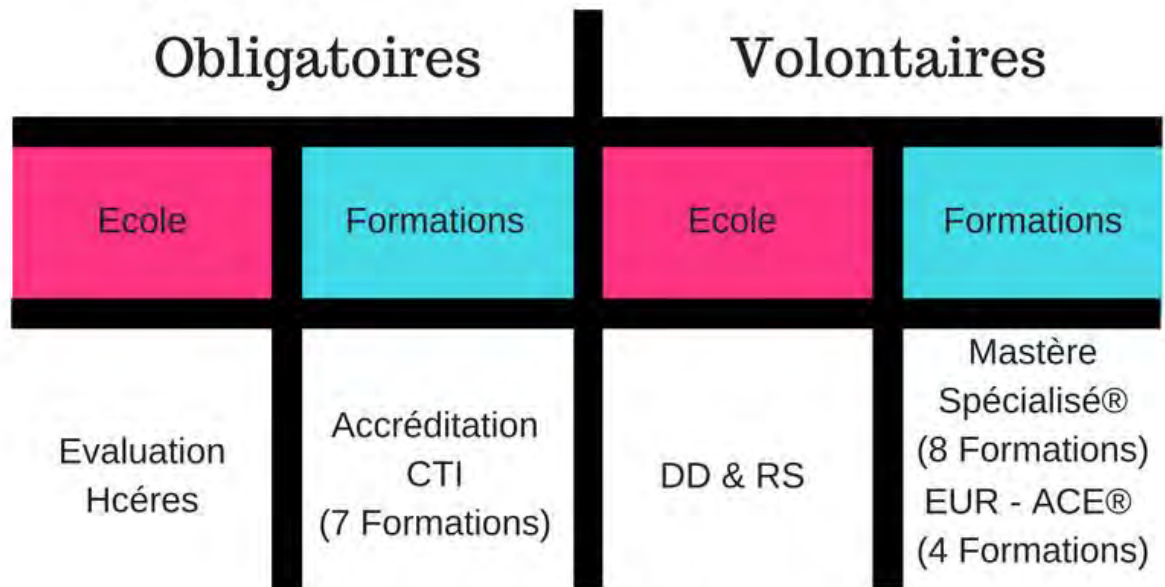 Obligatoires
Volontaires
Ecole
Formations
Ecole
Formations
Evaluation
Hcéres
Accréditation
CTI
(7 Formations)
DD & RS
Mastère
Spécialisé®
(8 Formations)
EUR - ACE®
(4 Formations)